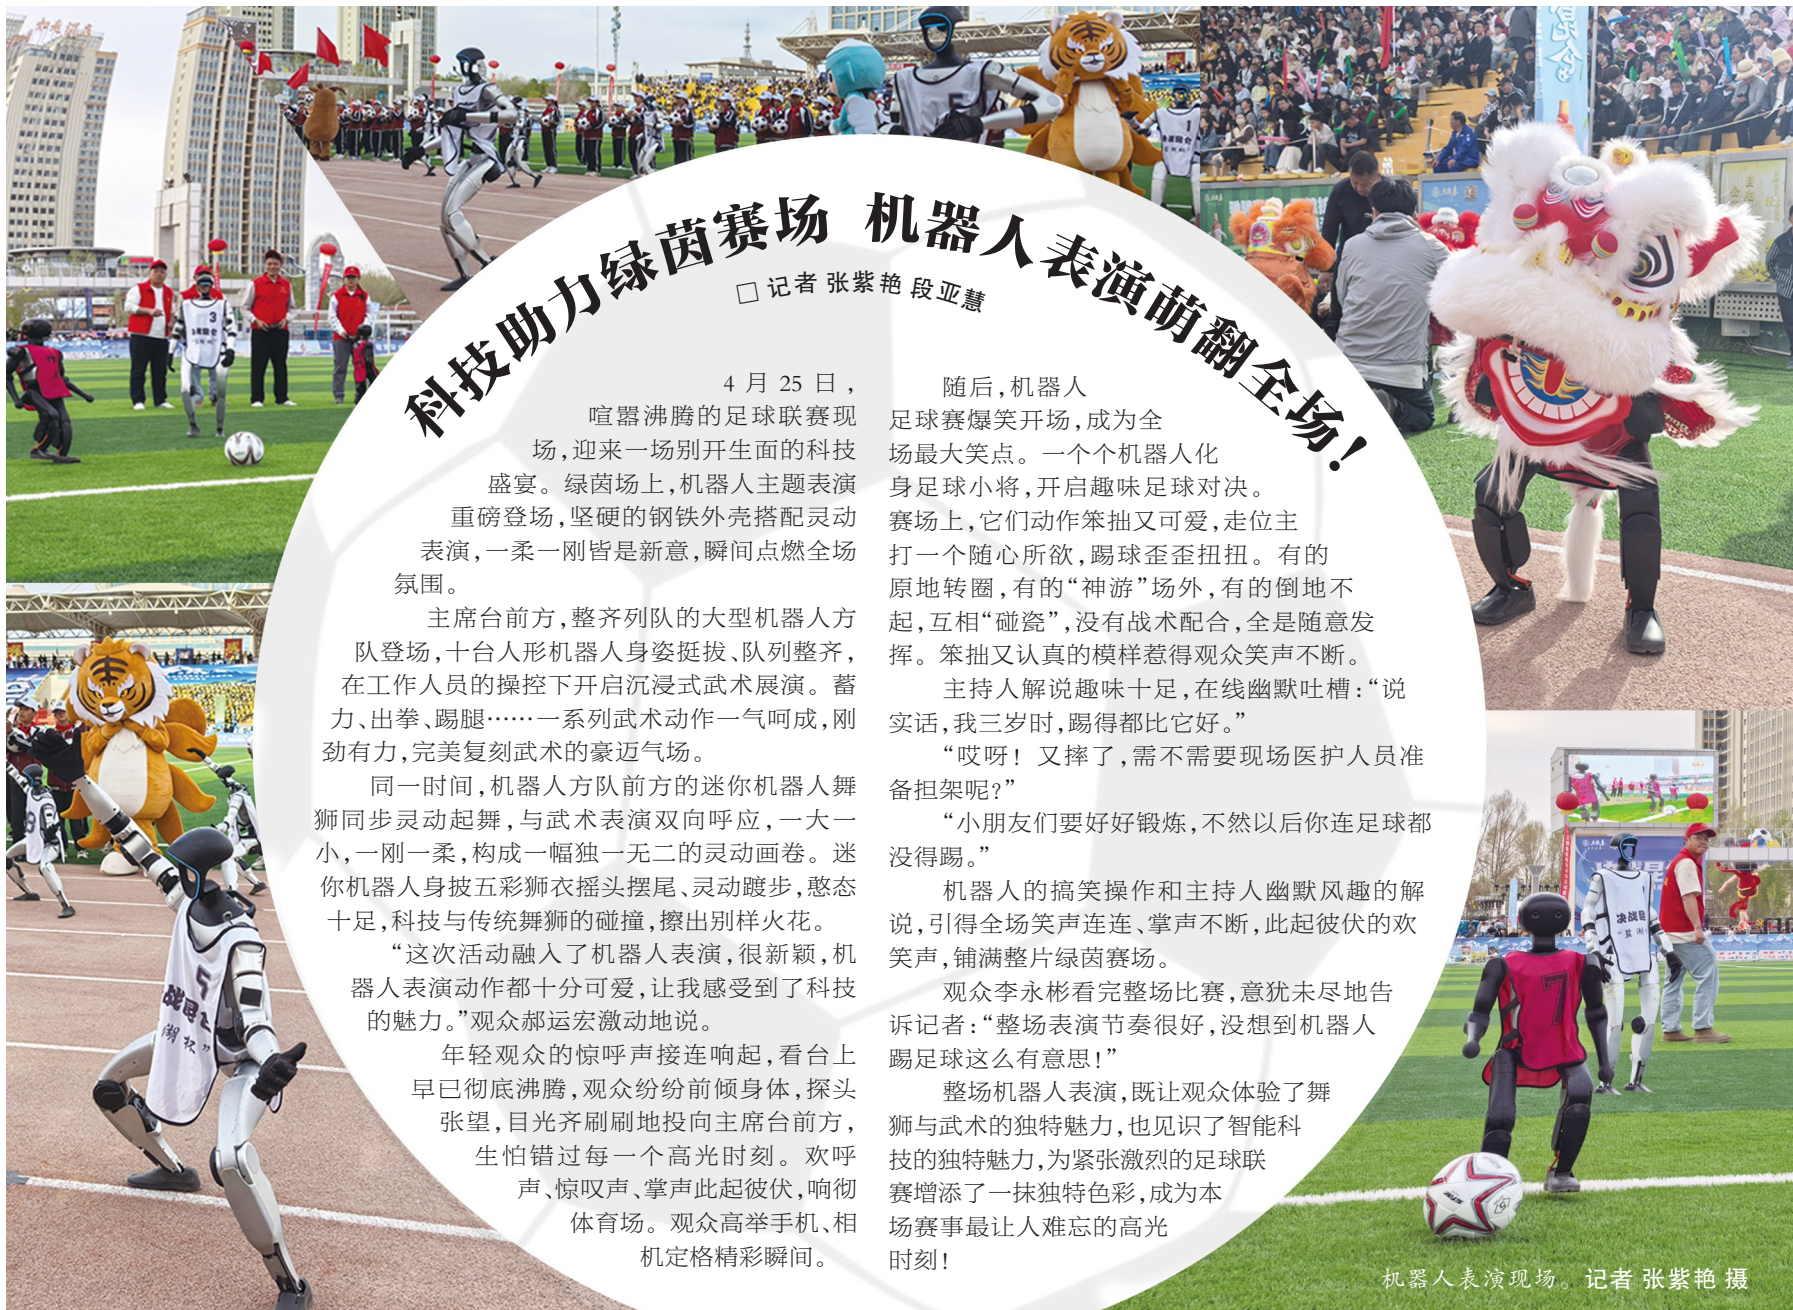 科技助力绿茵赛场 机器人表演萌翻全场！
□ 记者 张紫艳 段亚慧
4 月 25 日，
喧嚣沸腾的足球联赛现
场，迎来一场别开生面的科技
盛宴。绿茵场上，机器人主题表演
重磅登场，坚硬的钢铁外壳搭配灵动
表演，一柔一刚皆是新意，瞬间点燃全场
氛围。
主席台前方，整齐列队的大型机器人方
队登场，十台人形机器人身姿挺拔、队列整齐，
在工作人员的操控下开启沉浸式武术展演。蓄
力、出拳、踢腿……一系列武术动作一气呵成，刚
劲有力，完美复刻武术的豪迈气场。
同一时间，机器人方队前方的迷你机器人舞
狮同步灵动起舞，与武术表演双向呼应，一大一
小，一刚一柔，构成一幅独一无二的灵动画卷。迷
你机器人身披五彩狮衣摇头摆尾、灵动踱步，憨态
十足，科技与传统舞狮的碰撞，擦出别样火花。
“这次活动融入了机器人表演，很新颖，机
器人表演动作都十分可爱，让我感受到了科技
的魅力。”观众郝运宏激动地说。
年轻观众的惊呼声接连响起，看台上
早已彻底沸腾，观众纷纷前倾身体，探头
张望，目光齐刷刷地投向主席台前方，
生怕错过每一个高光时刻。欢呼
声、惊叹声、掌声此起彼伏，响彻
体育场。观众高举手机、相
机定格精彩瞬间。
随后，机器人
足球赛爆笑开场，成为全
场最大笑点。一个个机器人化
身足球小将，开启趣味足球对决。
赛场上，它们动作笨拙又可爱，走位主
打一个随心所欲，踢球歪歪扭扭。有的
原地转圈，有的“神游”场外，有的倒地不
起，互相“碰瓷”，没有战术配合，全是随意发
挥。笨拙又认真的模样惹得观众笑声不断。
主持人解说趣味十足，在线幽默吐槽：“说
实话，我三岁时，踢得都比它好。”
“哎呀！又摔了，需不需要现场医护人员准
备担架呢？”
“小朋友们要好好锻炼，不然以后你连足球都
没得踢。”
机器人的搞笑操作和主持人幽默风趣的解
说，引得全场笑声连连、掌声不断，此起彼伏的欢
笑声，铺满整片绿茵赛场。
观众李永彬看完整场比赛，意犹未尽地告
诉记者：“整场表演节奏很好，没想到机器人
踢足球这么有意思！”
整场机器人表演，既让观众体验了舞
狮与武术的独特魅力，也见识了智能科
技的独特魅力，为紧张激烈的足球联
赛增添了一抹独特色彩，成为本
场赛事最让人难忘的高光
时刻！
3
5
1
5
战昆仑
湖杯”
7
决战昆
机器人表演现场。记者 张紫艳 摄